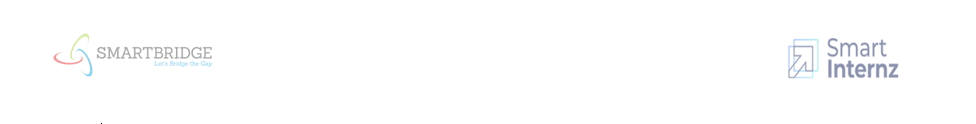 SMARTBRIDGE
Let's Bridge the Gap
Smart
Internz